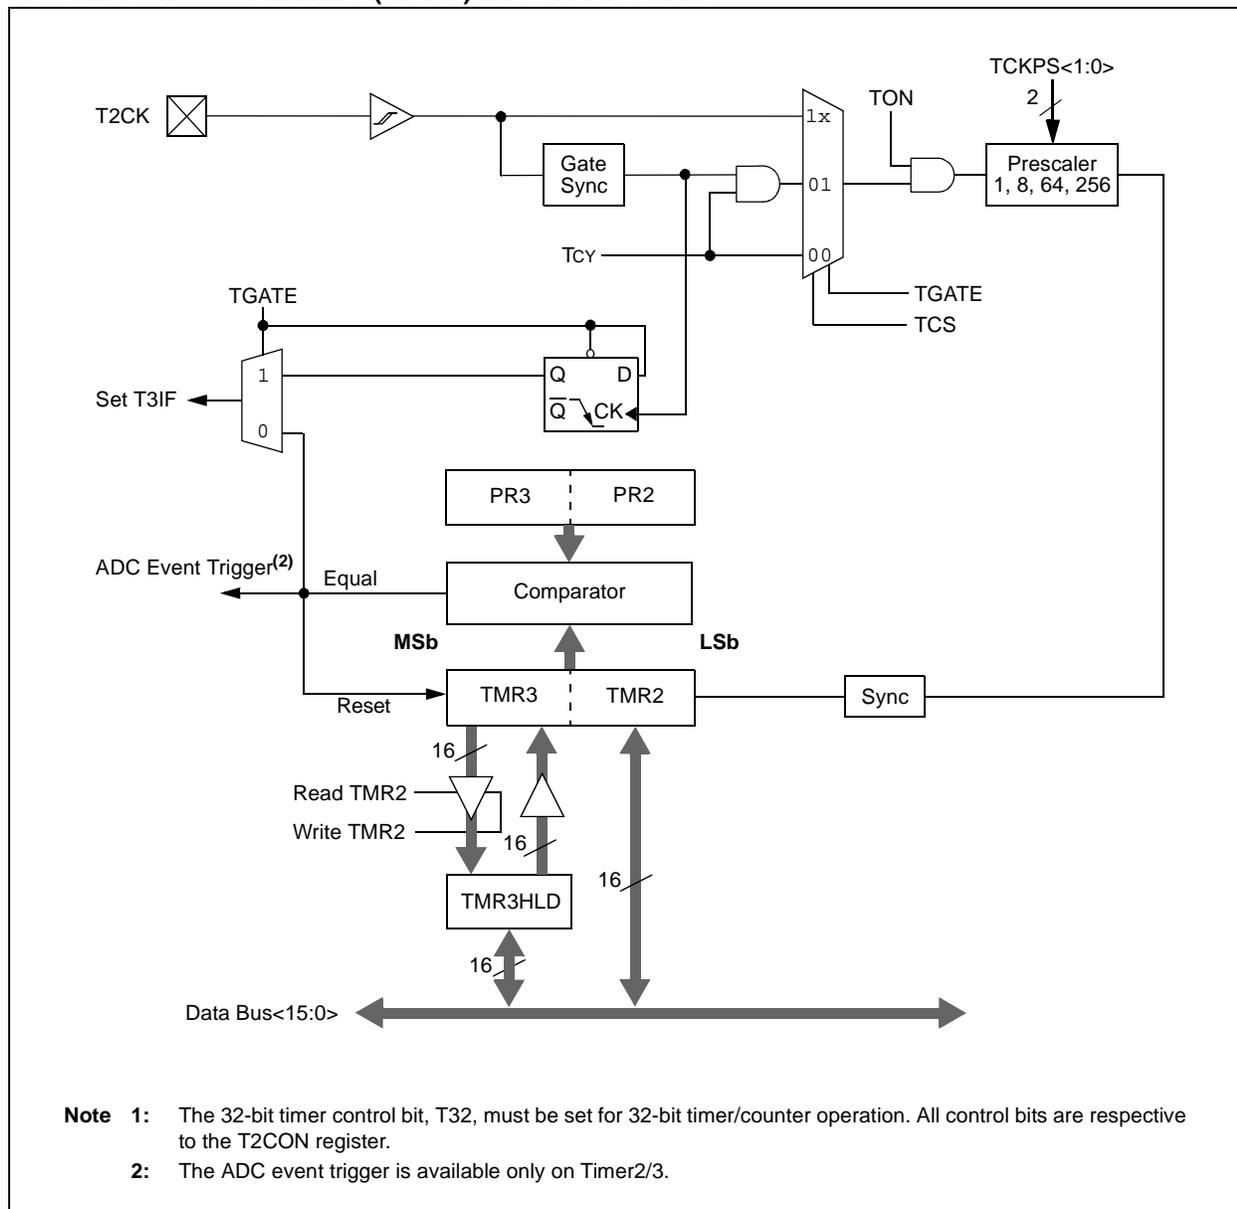 TCKPS<1:0>
2
TON
T2CK
1x
Gate
Sync
01
Prescaler
1, 8, 64, 256
TCY
00
TGATE
TCS
TGATE
1
Q
D
Set T3IF
Q
CK
0
PR3
PR2
ADC Event Trigger(2)
Equal
Comparator
MSb
LSb
TMR3
TMR2
Sync
Reset
16
Read TMR2
Write TMR2
16
16
TMR3HLD
16
Data Bus<15:0>
Note 1: The 32-bit timer control bit, T32, must be set for 32-bit timer/counter operation. All control bits are respective
to the T2CON register.
2: The ADC event trigger is available only on Timer2/3.